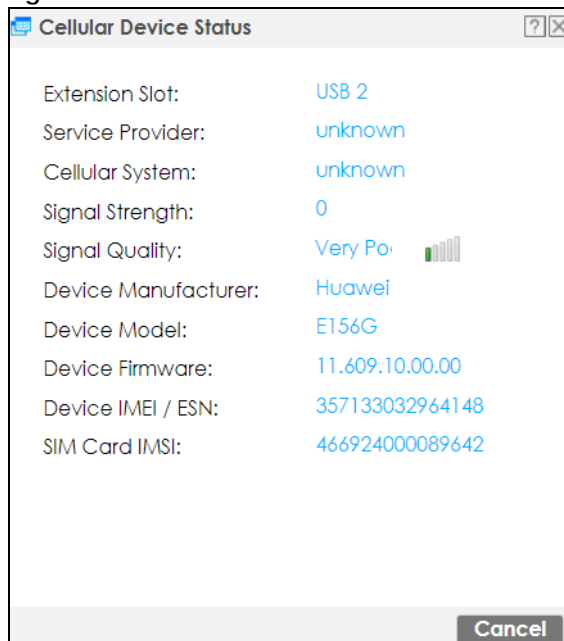 Cellular Device Status
Extension Slot: USB 2
Service Provider: unknown
Cellular System: unknown
Signal Strength: 0
Signal Quality: Very Po
Device Manufacturer: Huawei
Device Model: E156G
Device Firmware: 11.609.10.00.00
Device IMEI / ESN: 357133032964148
SIM Card IMSI: 466924000089642
Cancel